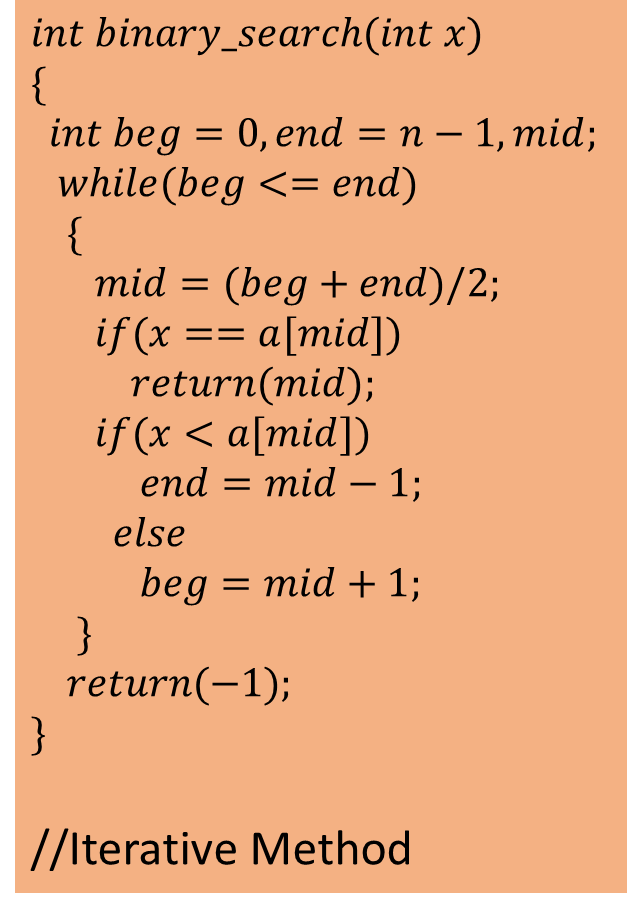 int binary_search(int x)
{
int beg = 0, end = n − 1, mid;
while(beg <= end)
{
mid = (beg + end)/2;
if(x == a[mid])
return(mid);
if(x < a[mid])
end = mid − 1;
else
beg = mid + 1;
}
return(−1);
}
//Iterative Method